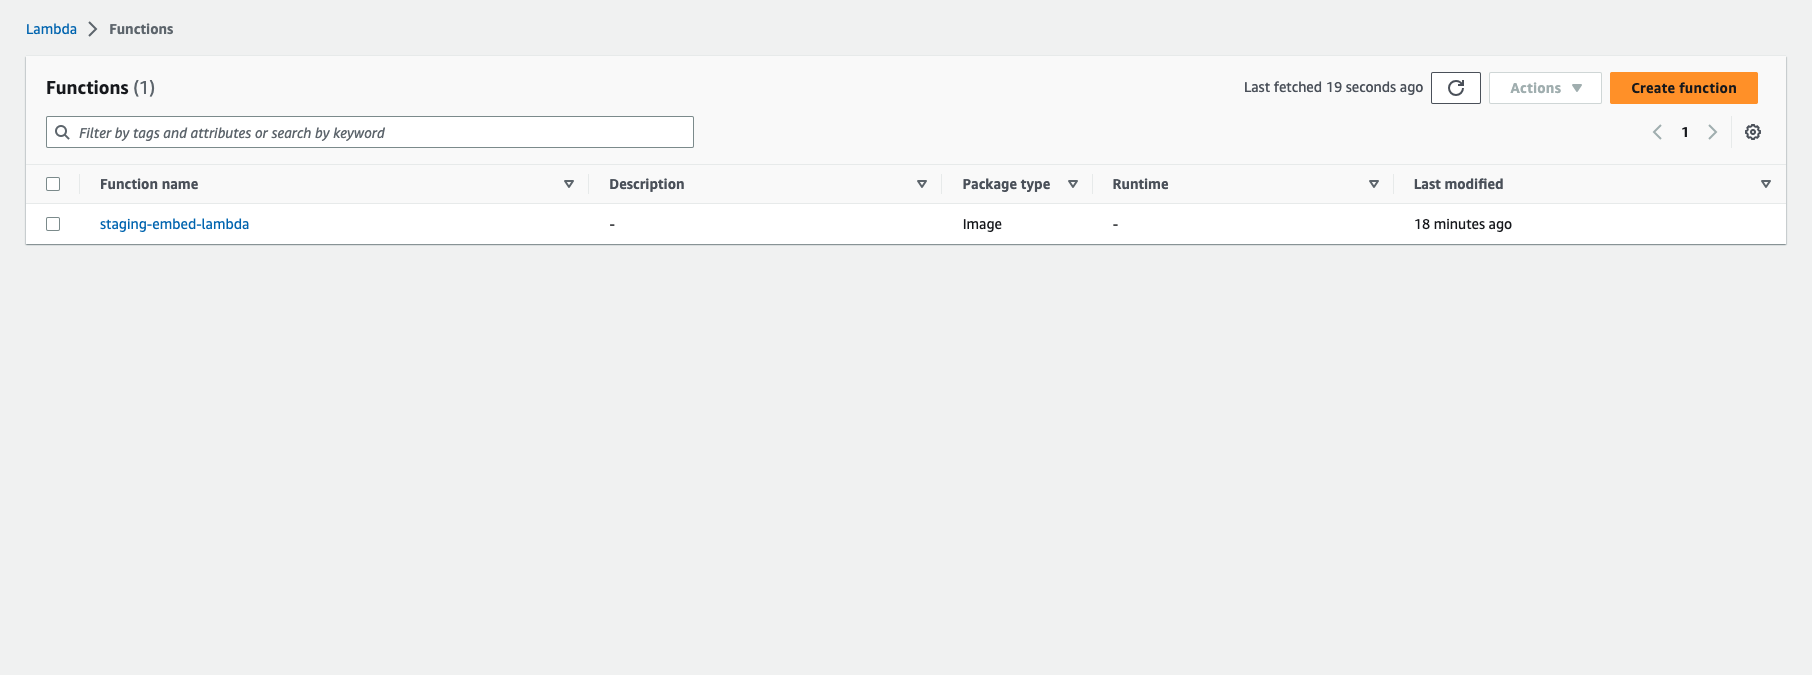 Lambda Functions
Functions (1)
Last fetched 19 seconds ago
Actions
Create function
Filter by tags and attributes or search by keyword
1
Function name Description Package type Runtime Last modified
staging-embed-lambda - Image - 18 minutes ago